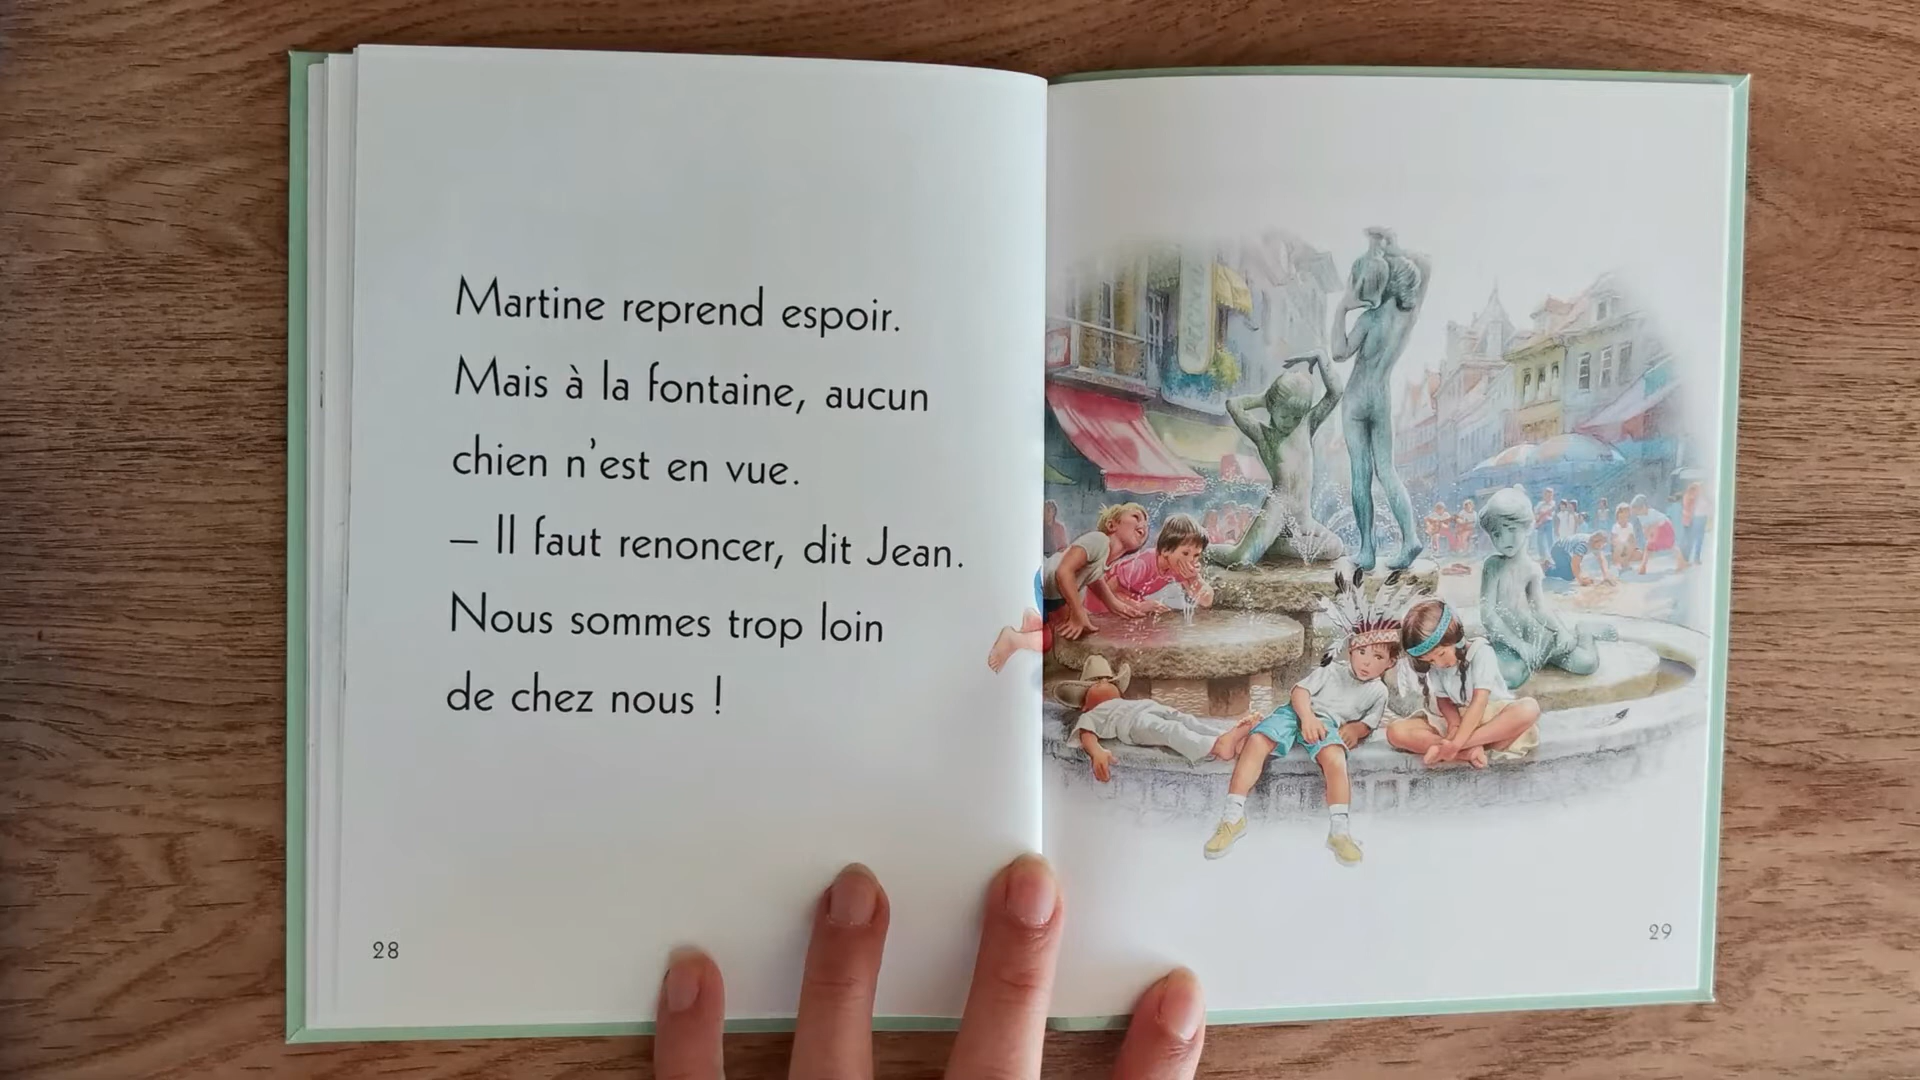 Martine reprend espoir.
Mais à la fontaine, aucun
chien n'est en vue.
– Il faut renoncer, dit Jean.
Nous sommes trop loin
de chez nous !
28
29